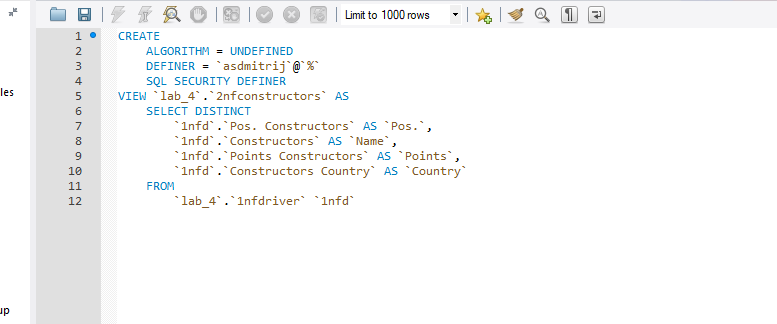 Limit to 1000 rows
1 CREATE
2 ALGORITHM = UNDEFINED
3 DEFINER = `asdmitrij`@`%`
4 SQL SECURITY DEFINER
5 VIEW `lab_4`.`2nfconstructors` AS
6 SELECT DISTINCT
7 `1nfd`.`Pos. Constructors` AS `Pos.`,
8 `1nfd`.`Constructors` AS `Name`,
9 `1nfd`.`Points Constructors` AS `Points`,
10 `1nfd`.`Constructors Country` AS `Country`
11 FROM
12 `lab_4`.`1nfdriver` `1nfd`
les
up